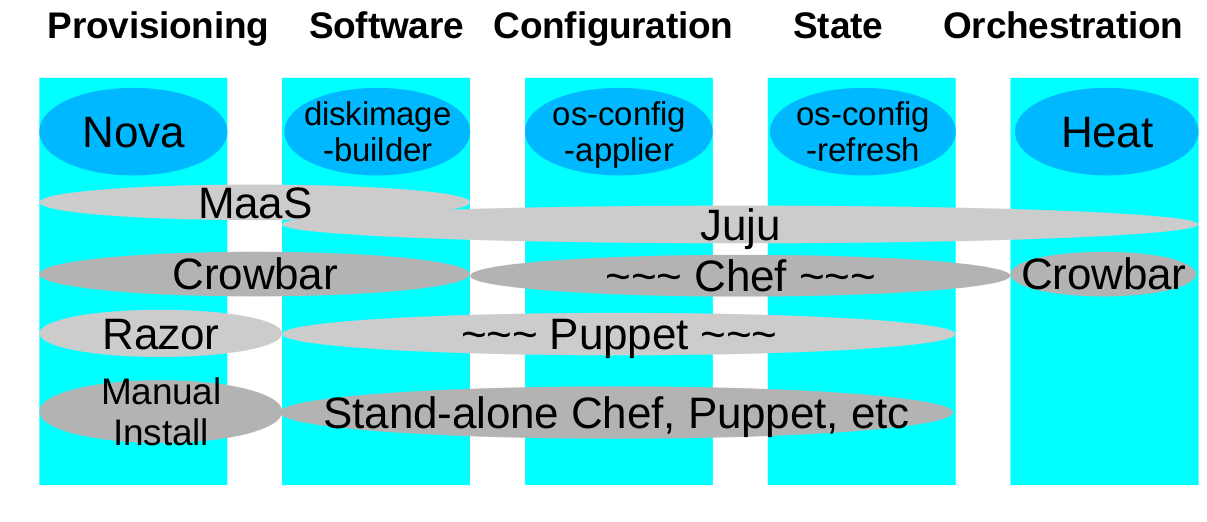 Provisioning Software Configuration State Orchestration
Nova
diskimage
-builder
os-config
-applier
os-config
-refresh
Heat
MaaS
Juju
Crowbar
~~~ Chef ~~~
Crowbar
Razor
~~~ Puppet ~~~
Manual
Install
Stand-alone Chef, Puppet, etc